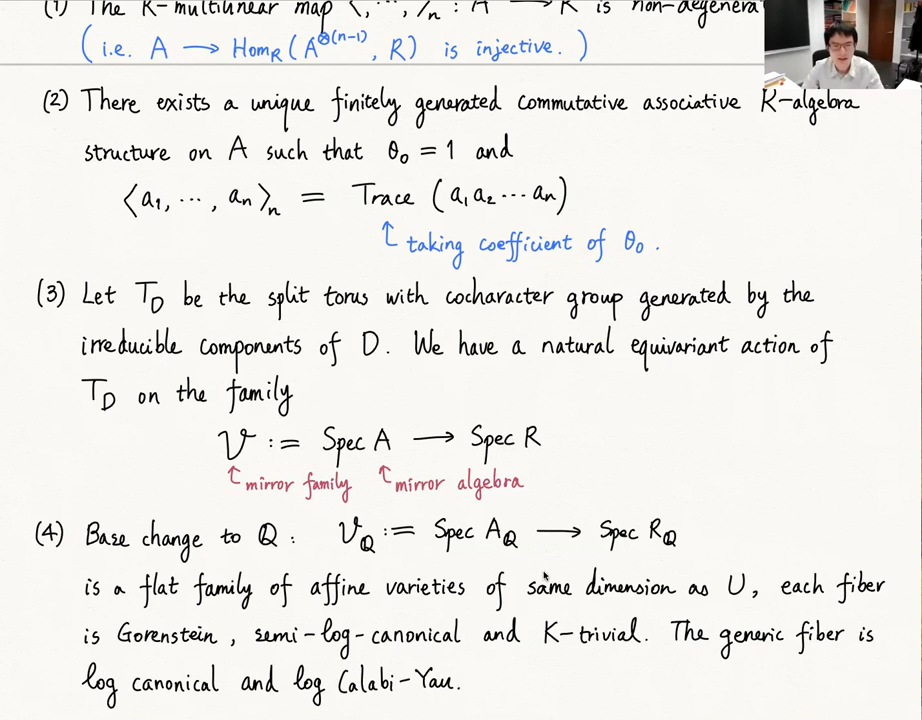 (1) The R-multilinear map ⟨,⋯,⟩_n : A^n → R is non-degenera
(i.e. A → Hom_R(A^{⊗(n-1)}, R) is injective.)
(2) There exists a unique finitely generated commutative associative R-algebra
structure on A such that θ₀ = 1 and
⟨a₁, ⋯, aₙ⟩ₙ = Trace (a₁a₂⋯aₙ)
↑ taking coefficient of θ₀.
(3) Let T_D be the split torus with cocharacter group generated by the
irreducible components of D. We have a natural equivariant action of
T_D on the family
𝒱 := Spec A → Spec R
↑ mirror family ↑ mirror algebra
(4) Base change to ℚ : 𝒱_ℚ := Spec A_ℚ → Spec R_ℚ
is a flat family of affine varieties of same dimension as U, each fiber
is Gorenstein, semi-log-canonical and K-trivial. The generic fiber is
log canonical and log Calabi-Yau.